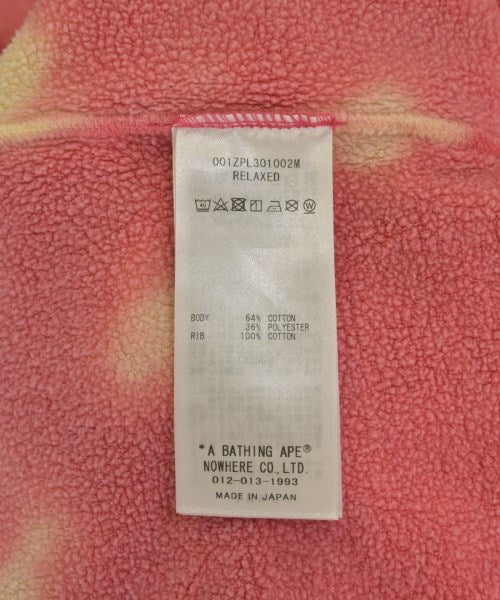 001ZPL301002M
RELAXED
40 W
BODY 64% COTTON
36% POLYESTER
RIB 100% COTTON
*A BATHING APE®
NOWHERE CO., LTD.
012-013-1993
MADE IN JAPAN